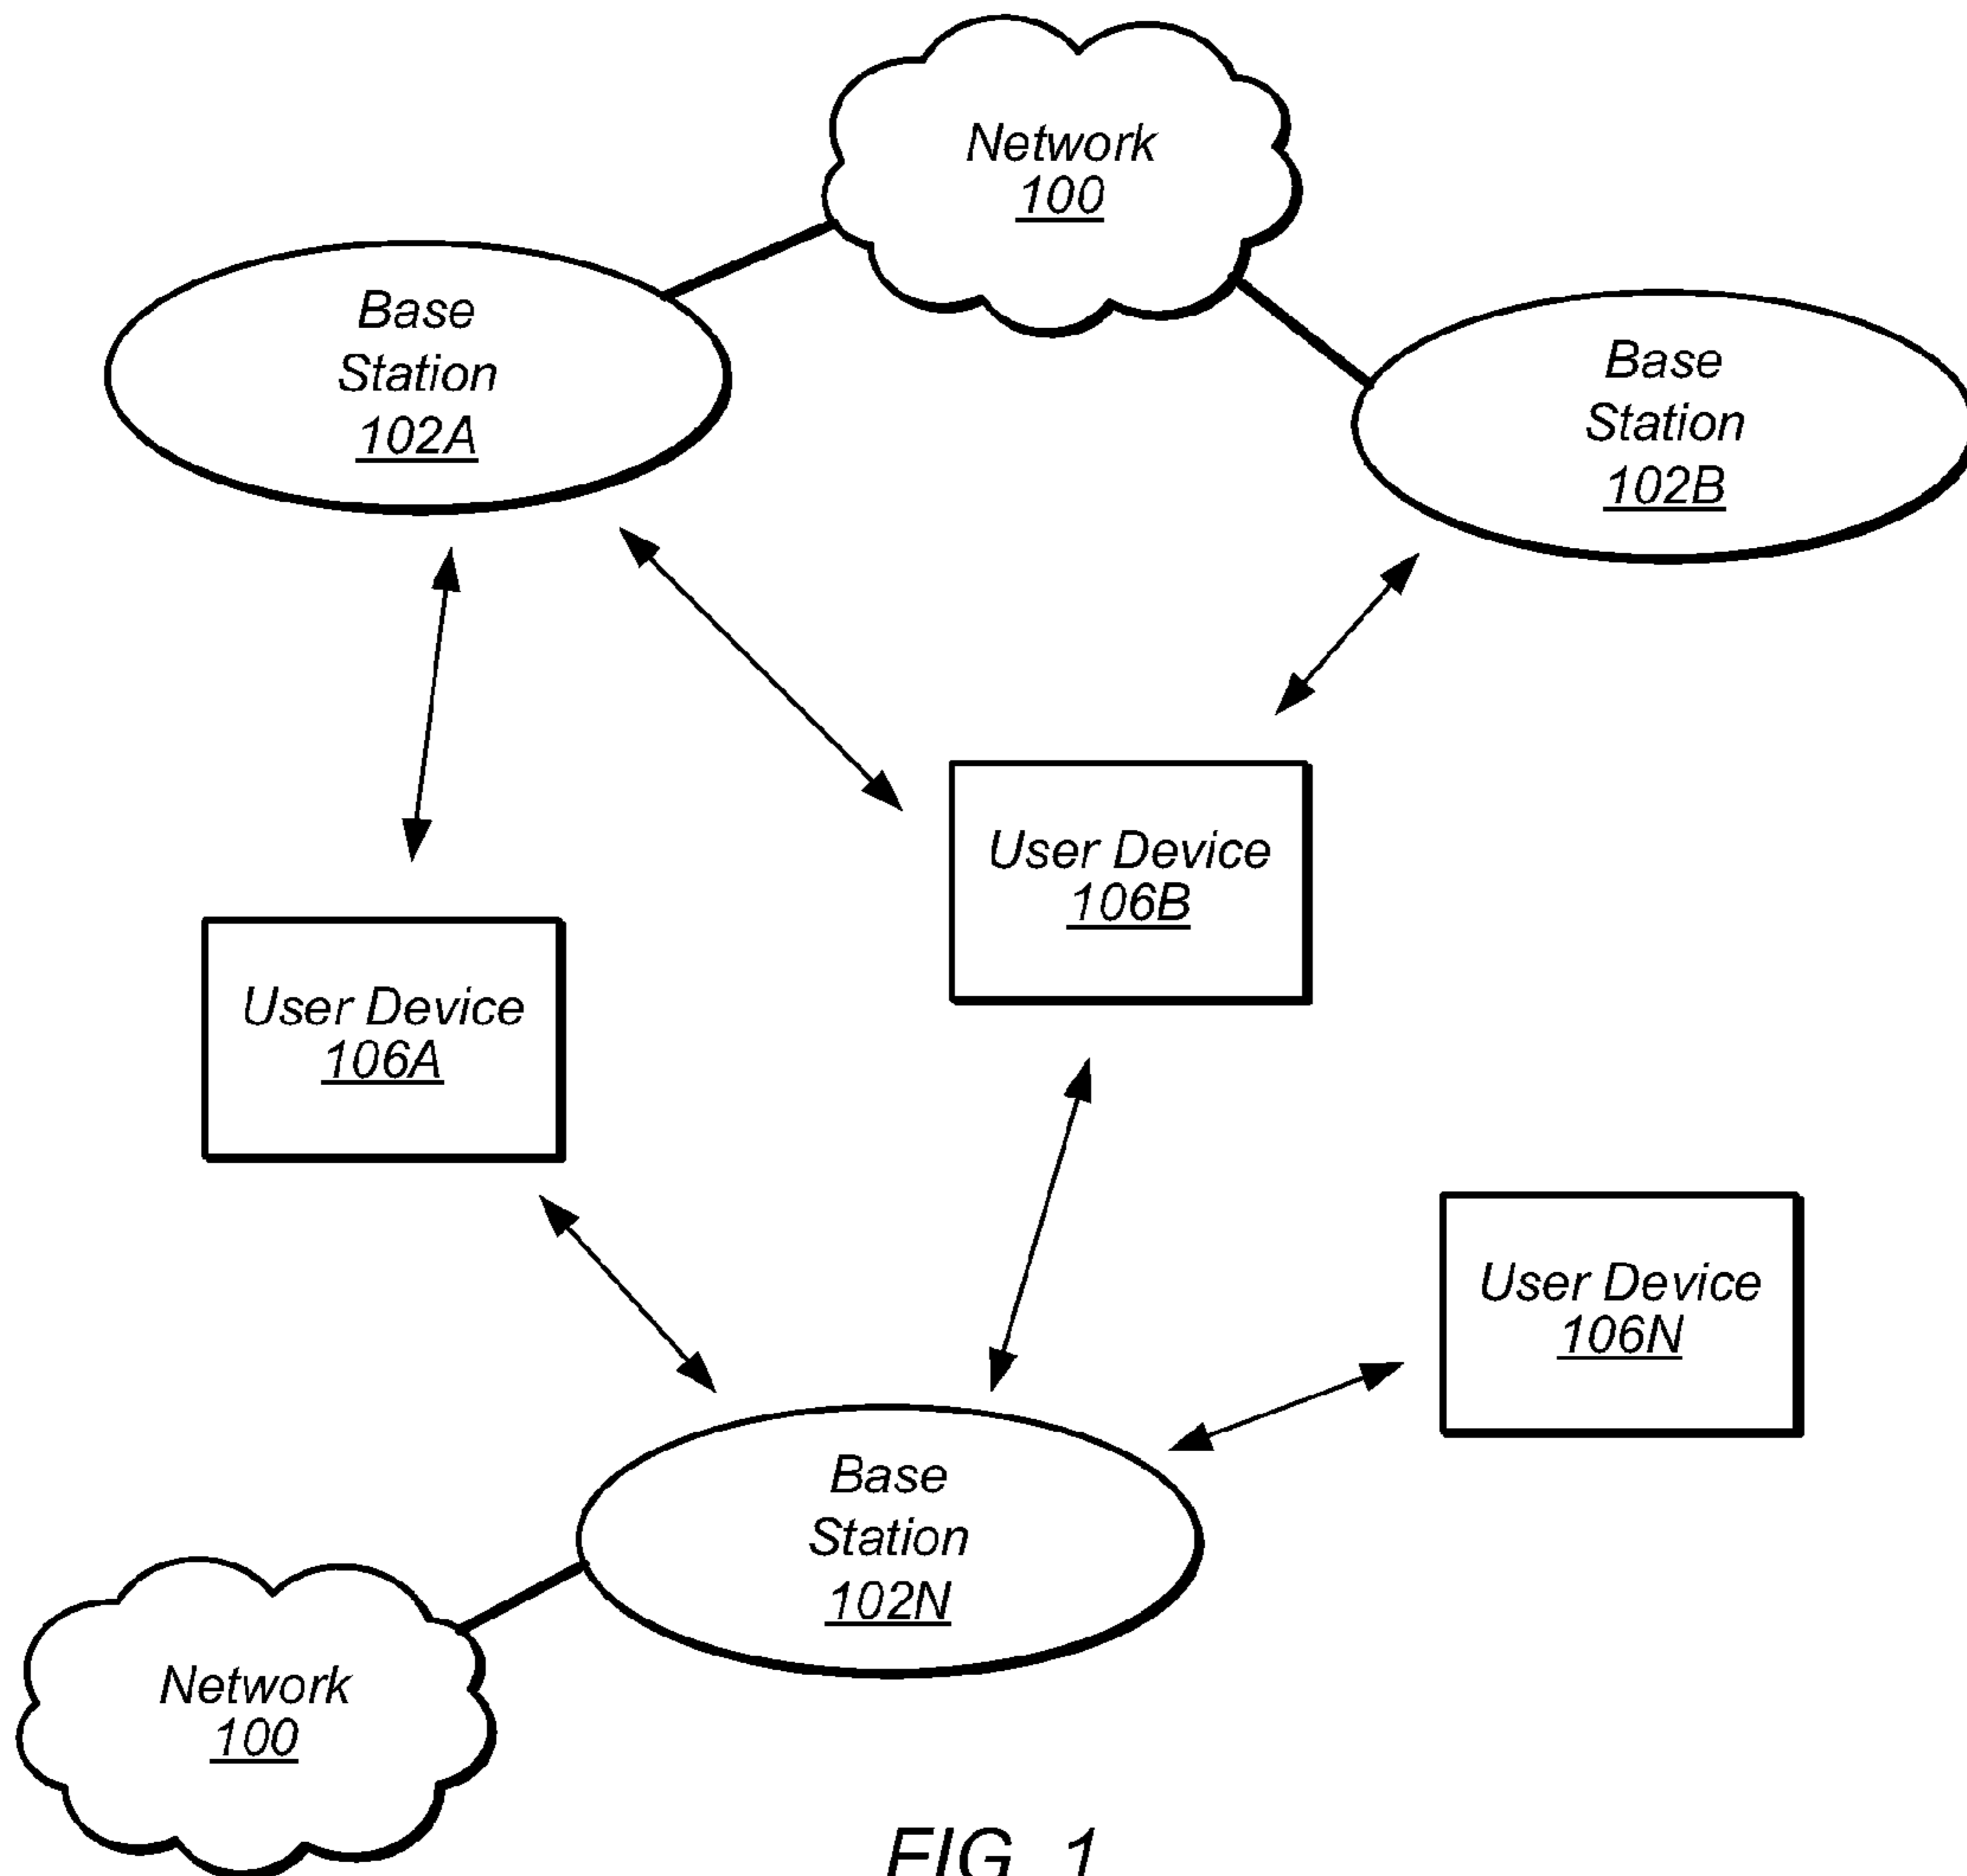 Network
100
Base
Station
102A
Base
Station
102B
User Device
106B
User Device
106A
User Device
106N
Base
Station
102N
Network
100
FIG. 1